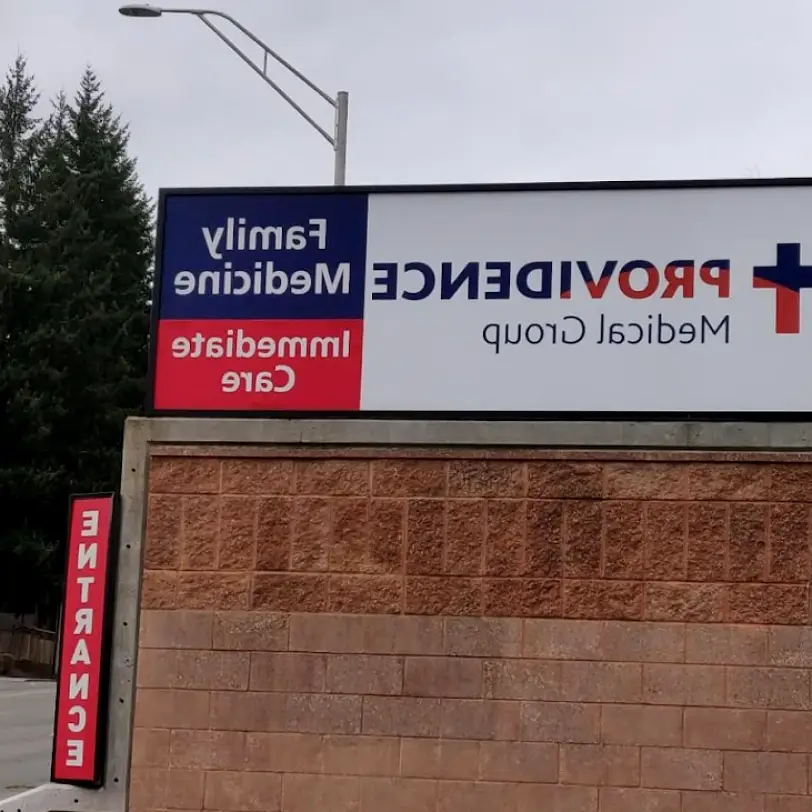 PROVIDENCE
Medical Group
Family
Medicine
Immediate
Care
ENTRANCE